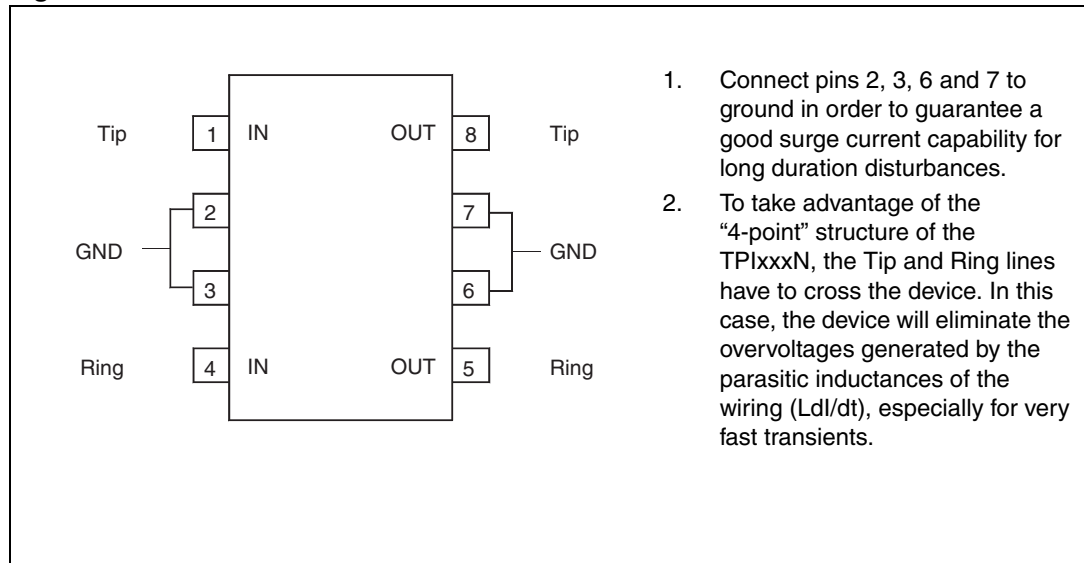 Tip 1 IN OUT 8 Tip
2 7
GND GND
3 6
Ring 4 IN OUT 5 Ring
1. Connect pins 2, 3, 6 and 7 to
ground in order to guarantee a
good surge current capability for
long duration disturbances.
2. To take advantage of the
“4-point” structure of the
TPIxxxN, the Tip and Ring lines
have to cross the device. In this
case, the device will eliminate the
overvoltages generated by the
parasitic inductances of the
wiring (LdI/dt), especially for very
fast transients.